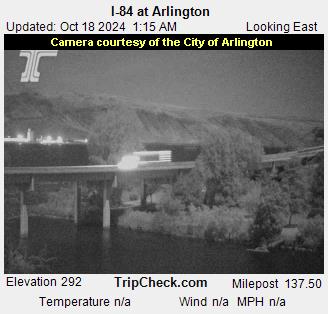 I-84 at Arlington
Updated: Oct 18 2024 1:15 AM Looking East
Camera courtesy of the City of Arlington
Elevation 292 TripCheck.com Milepost 137.50
Temperature n/a Wind n/a MPH n/a